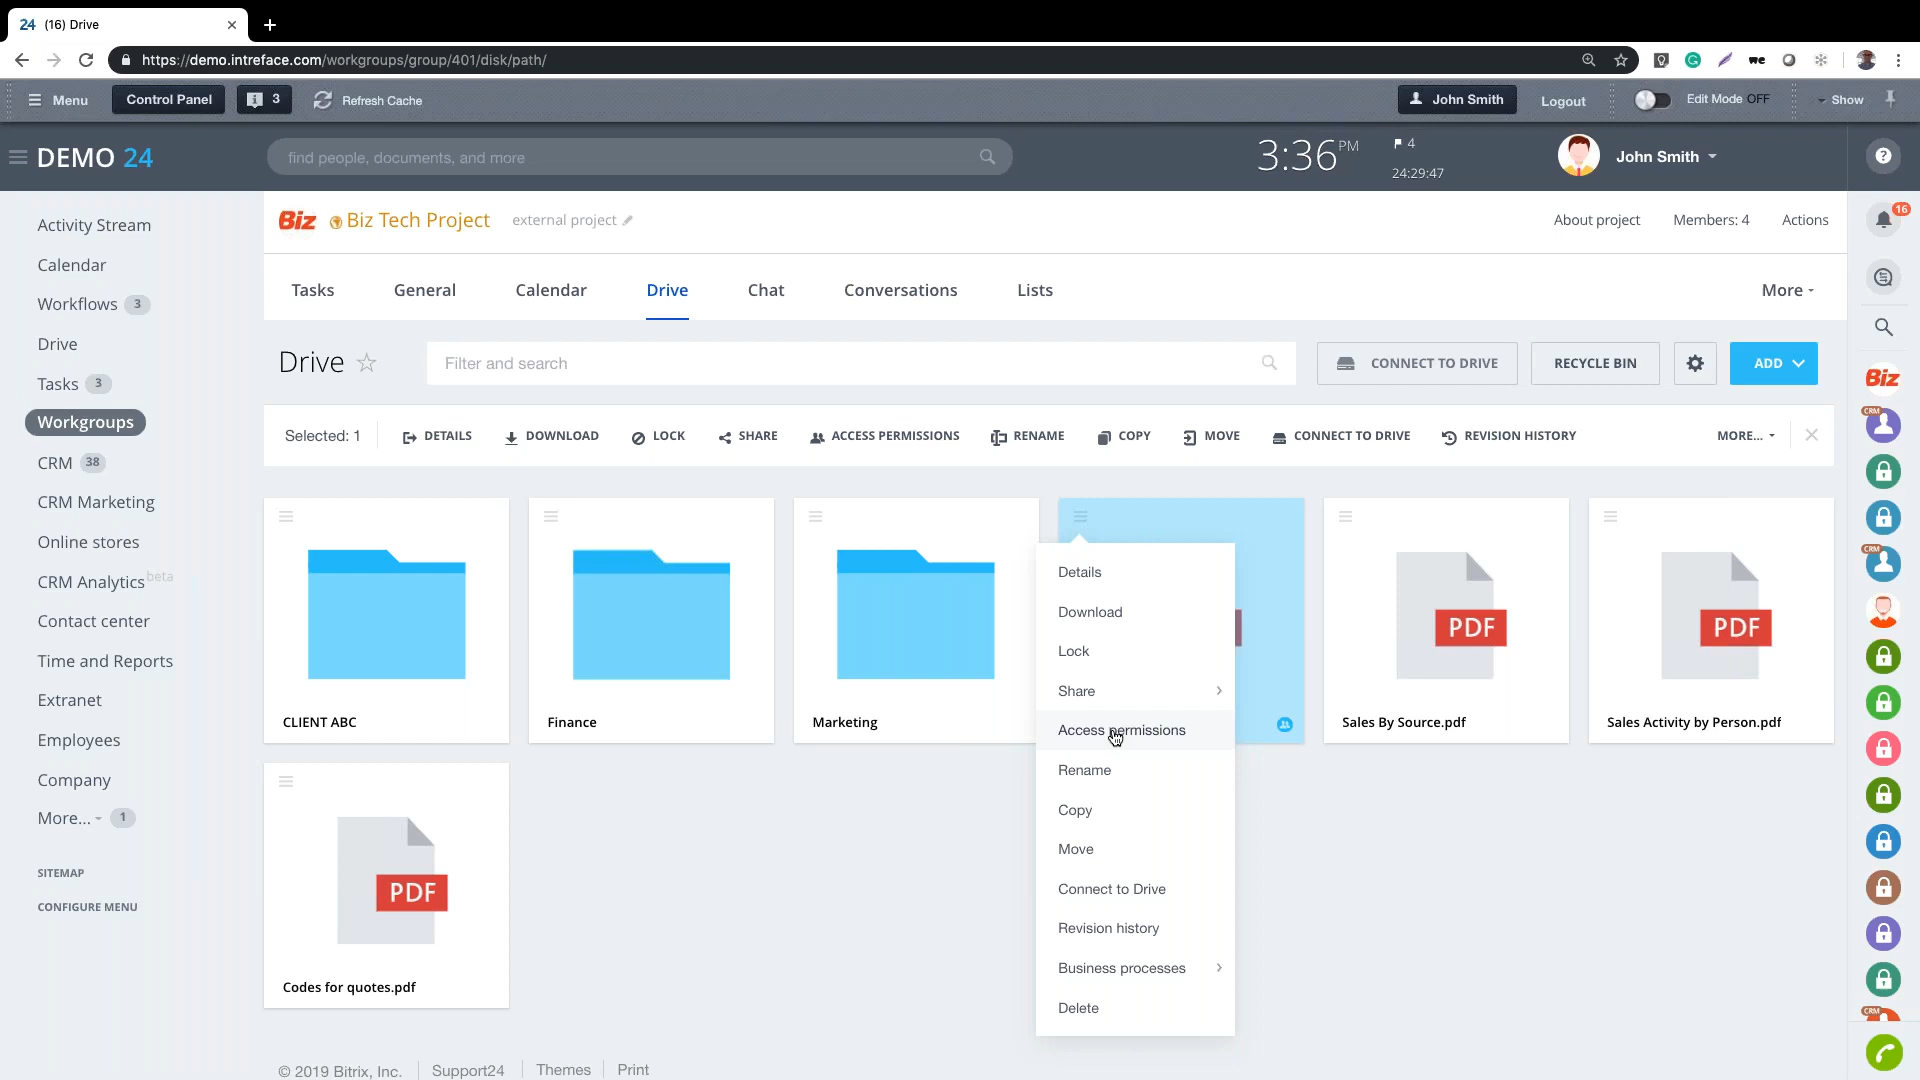 24 (16) Drive
https://demo.intreface.com/workgroups/group/401/disk/path/
we
Menu
Control Panel
3
Refresh Cache
John Smith
Logout
Edit Mode OFF
Show
DEMO 24
find people, documents, and more
3:36 PM
4
24:29:47
John Smith
?
Activity Stream
Calendar
Workflows 3
Drive
Tasks 3
Workgroups
CRM 38
CRM Marketing
Online stores
CRM Analytics beta
Contact center
Time and Reports
Extranet
Employees
Company
More... 1
SITEMAP
CONFIGURE MENU
Biz Biz Tech Project external project
About project Members: 4 Actions
Tasks General Calendar Drive Chat Conversations Lists More
Drive
Filter and search
CONNECT TO DRIVE
RECYCLE BIN
ADD
Selected: 1 DETAILS DOWNLOAD LOCK SHARE ACCESS PERMISSIONS RENAME COPY MOVE CONNECT TO DRIVE REVISION HISTORY MORE...
CLIENT ABC
Finance
Marketing
Details
Download
Lock
Share
Access permissions
Rename
Copy
Move
Connect to Drive
Revision history
Business processes
Delete
PDF
Sales By Source.pdf
PDF
Sales Activity by Person.pdf
PDF
Codes for quotes.pdf
16
Biz
CRM
CRM
CRM
© 2019 Bitrix, Inc. Support24 Themes Print